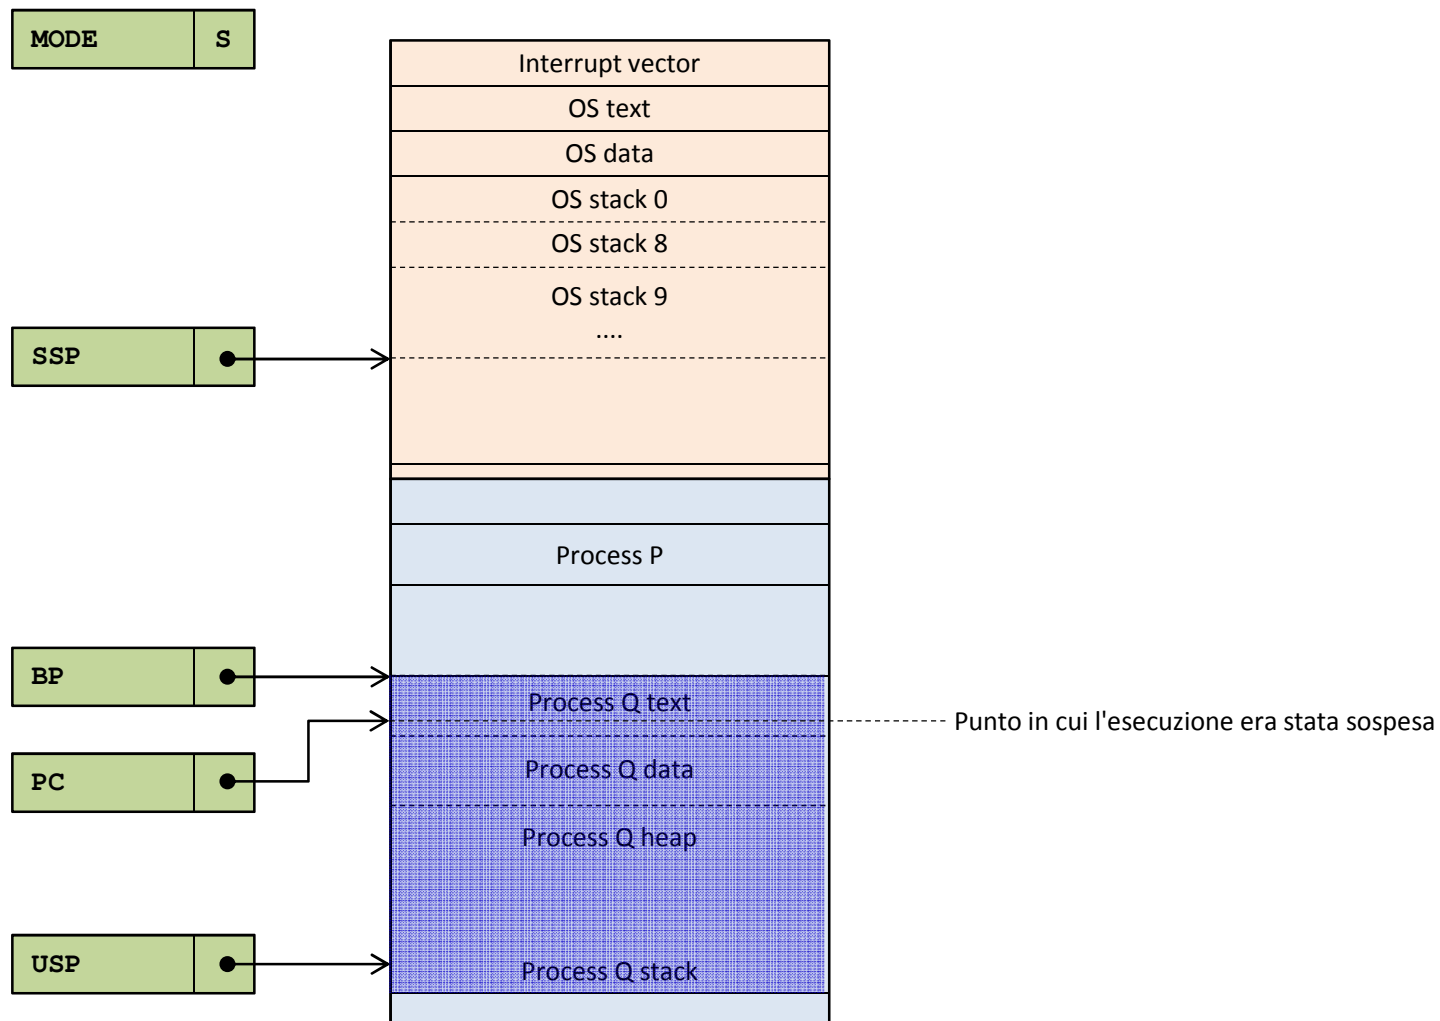 MODE S
Interrupt vector
OS text
OS data
OS stack 0
OS stack 8
OS stack 9
....
SSP
Process P
BP
Process Q text
Punto in cui l'esecuzione era stata sospesa
PC
Process Q data
Process Q heap
USP
Process Q stack